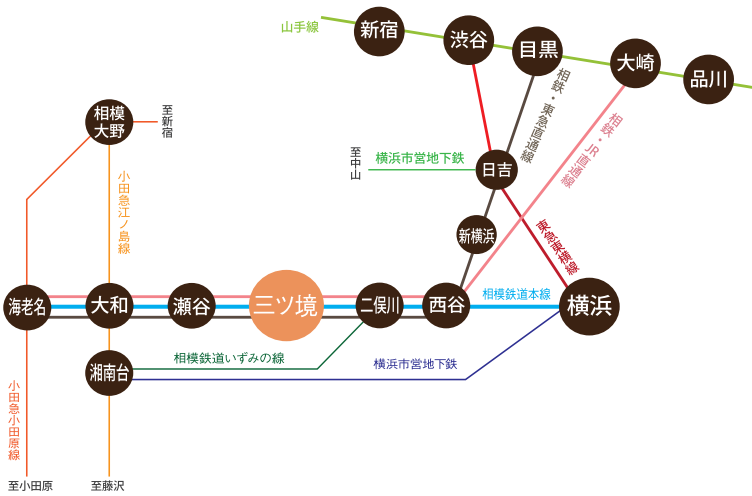 山手線
新宿
渋谷
目黒
大崎
品川
相鉄・東急直通線
相鉄・JR直通線
相模
大野
至新宿
至中山
横浜市営地下鉄
日吉
小田急江ノ島線
新横浜
東急東横線
海老名
大和
瀬谷
三ツ境
二俣川
西谷
相模鉄道本線
横浜
相模鉄道いずみの線
横浜市営地下鉄
湘南台
小田急小田原線
至小田原
至藤沢